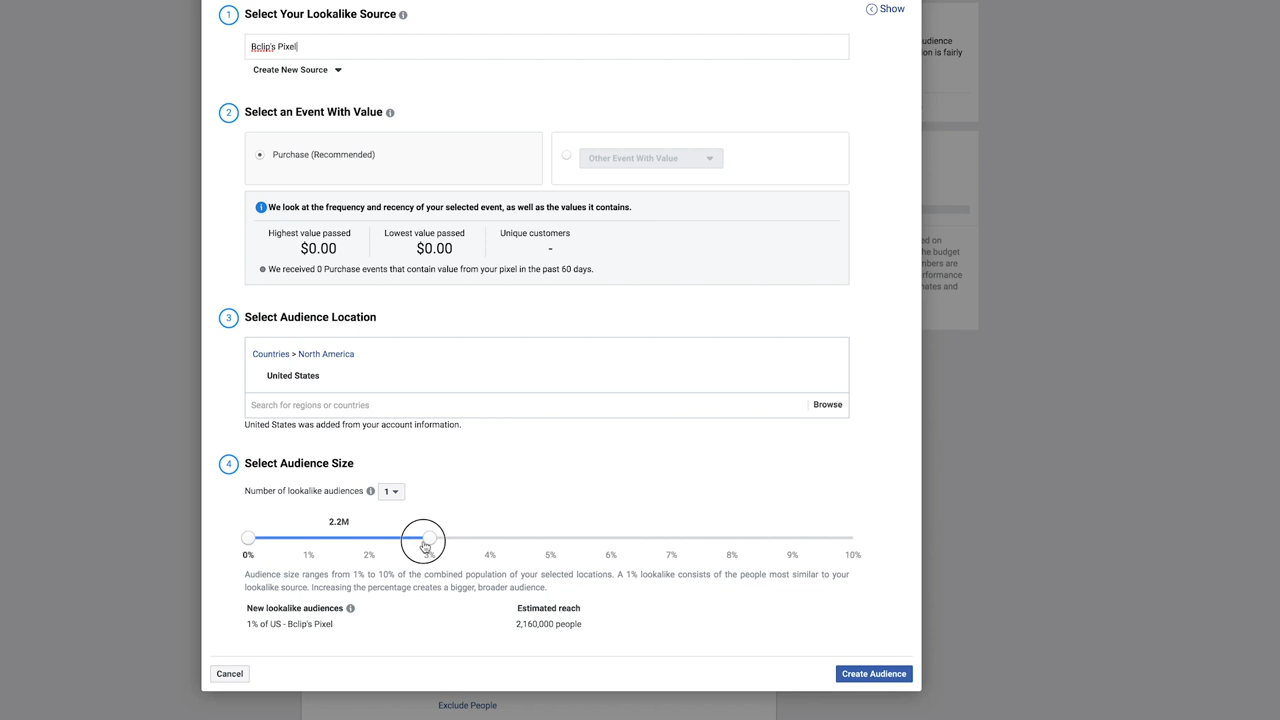 1 Select Your Lookalike Source
Show
Bclip's Pixel
Create New Source
2 Select an Event With Value
Purchase (Recommended)
Other Event With Value
We look at the frequency and recency of your selected event, as well as the values it contains.
Highest value passed Lowest value passed Unique customers
$0.00 $0.00 -
We received 0 Purchase events that contain value from your pixel in the past 60 days.
3 Select Audience Location
Countries > North America
United States
Search for regions or countries
Browse
United States was added from your account information.
4 Select Audience Size
Number of lookalike audiences 1
2.2M
0% 1% 2% 3% 4% 5% 6% 7% 8% 9% 10%
Audience size ranges from 1% to 10% of the combined population of your selected locations. A 1% lookalike consists of the people most similar to your
lookalike source. Increasing the percentage creates a bigger, broader audience.
New lookalike audiences Estimated reach
1% of US - Bclip's Pixel 2,160,000 people
Cancel
Create Audience
Exclude People
is fairly
the budget